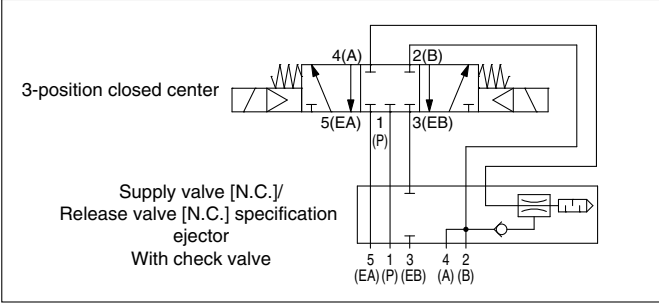 4(A) 2(B)
3-position closed center
5(EA) 1 3(EB)
(P)
Supply valve [N.C.]/
Release valve [N.C.] specification
ejector
With check valve
5 1 3 4 2
(EA) (P) (EB) (A) (B)